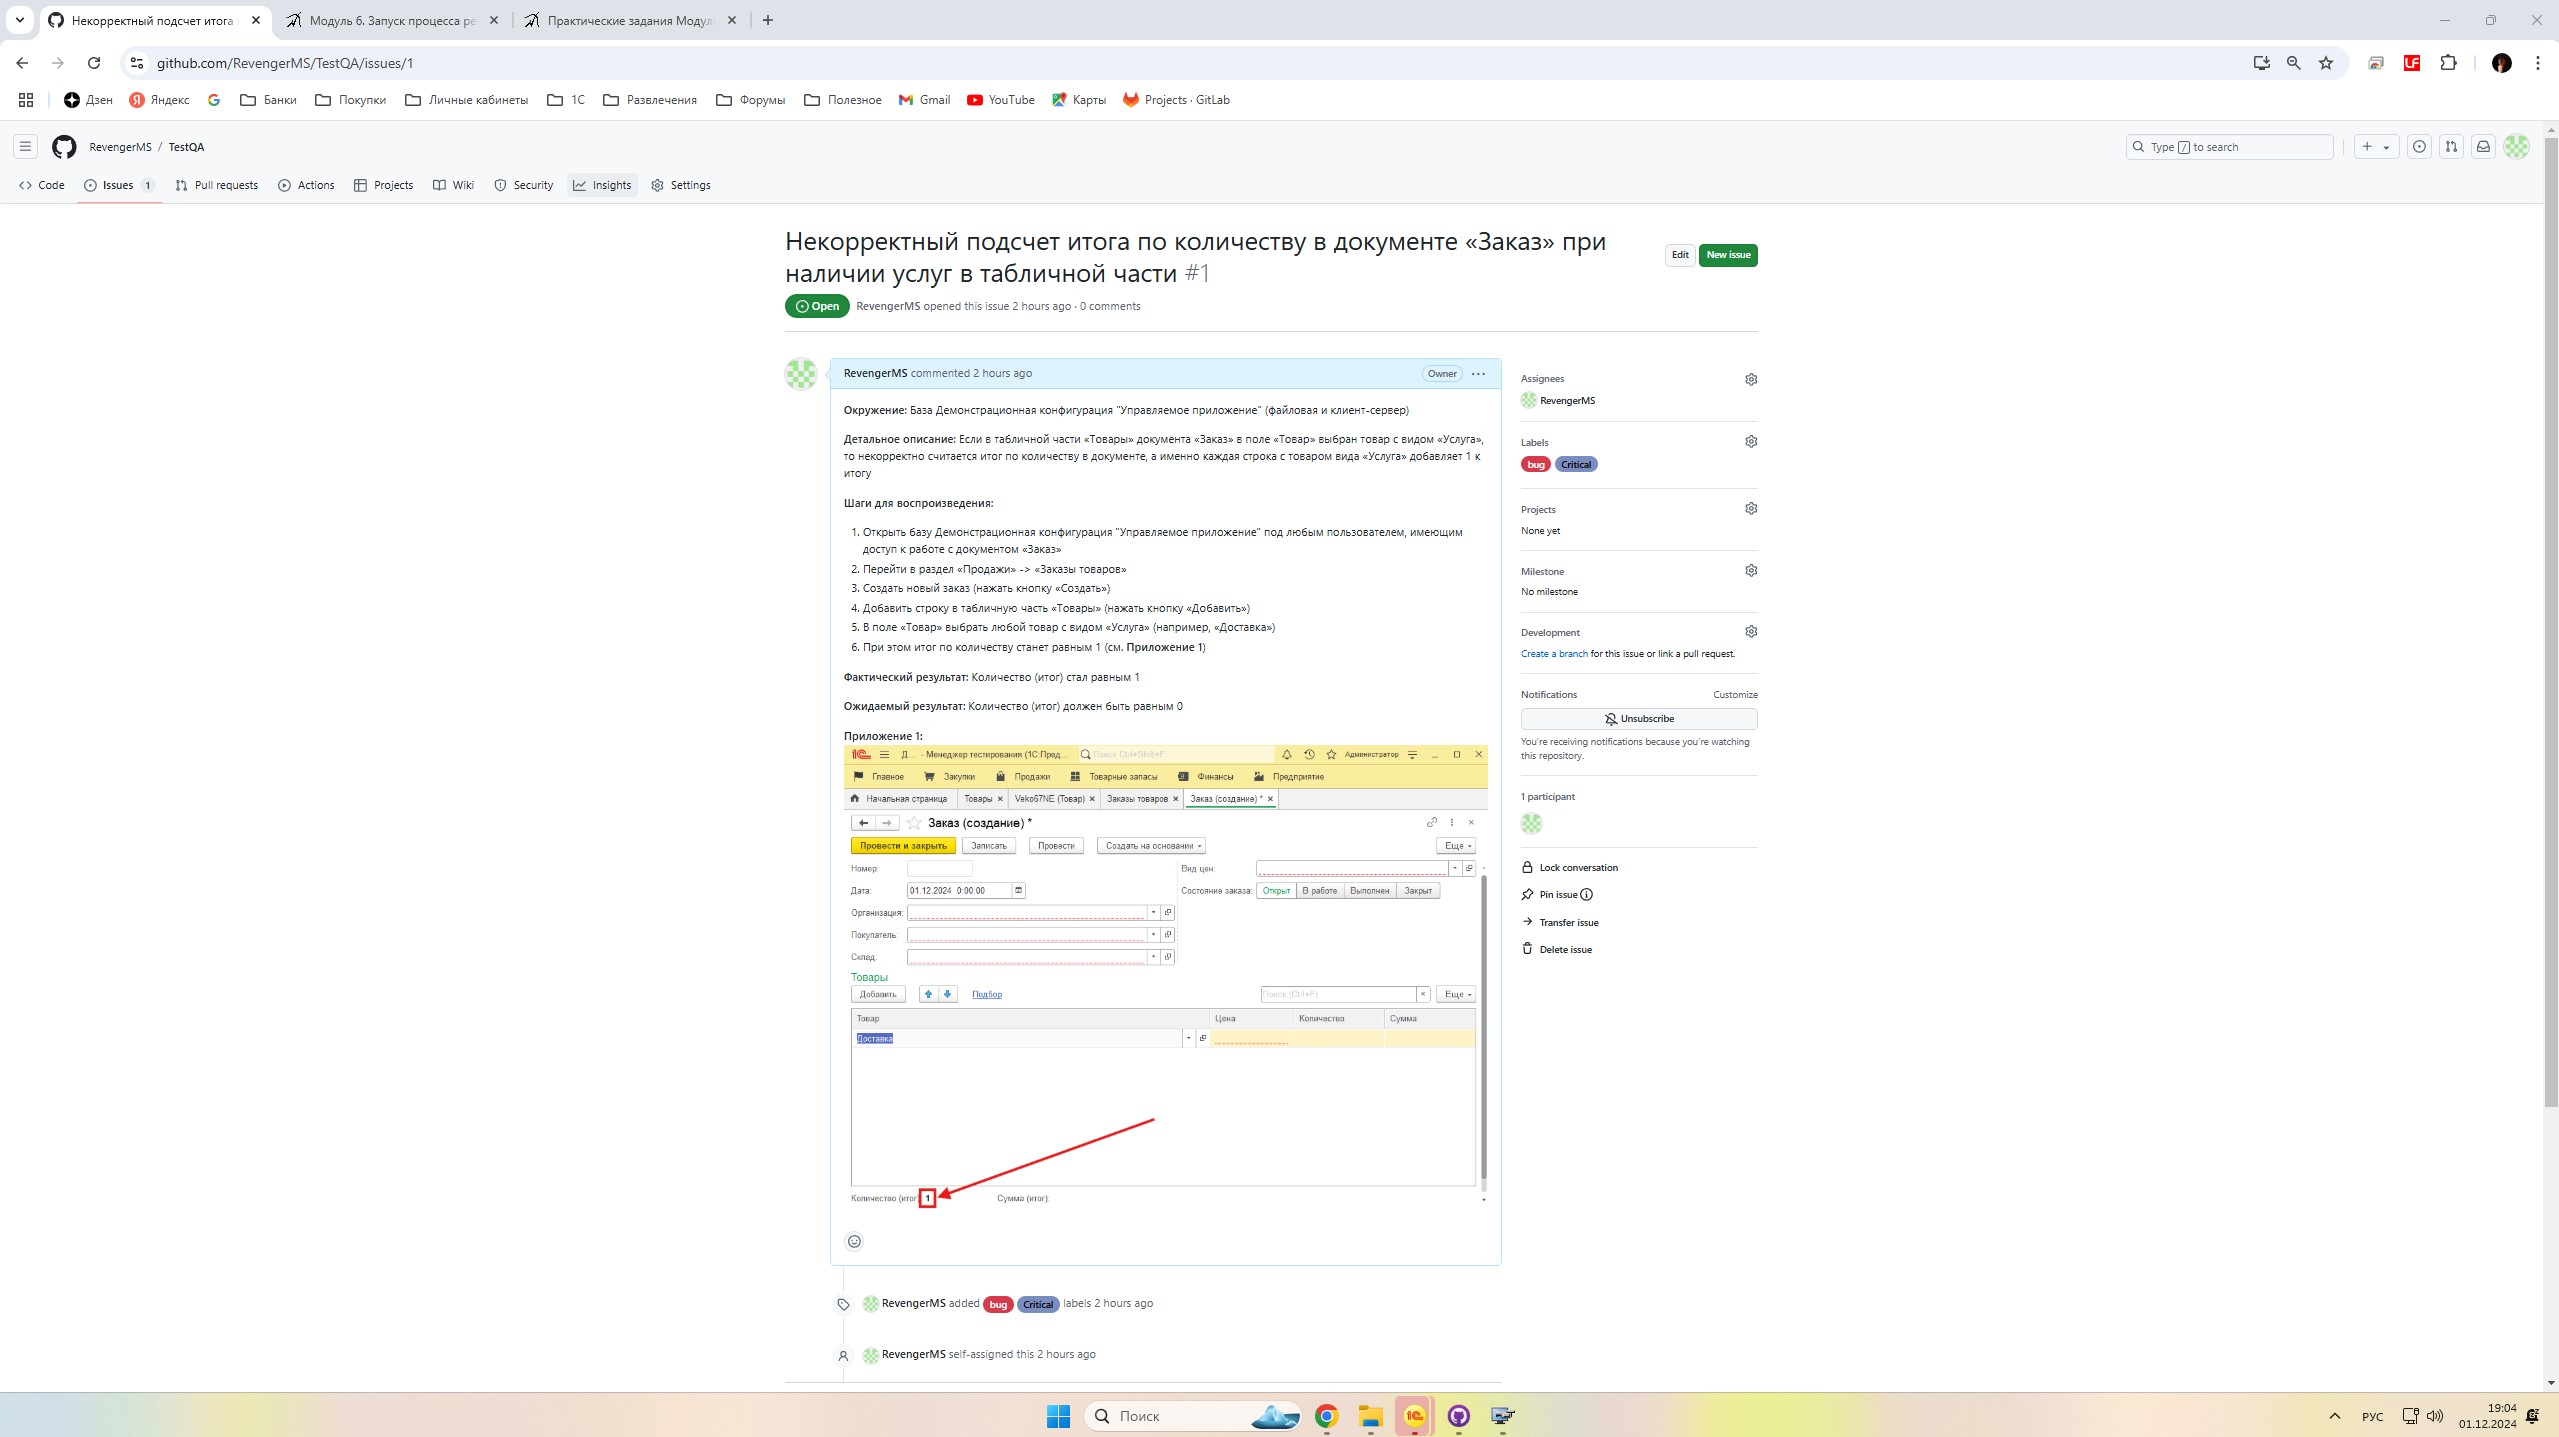 Некорректный подсчет итога
Модуль 6. Запуск процесса ре
Практические задания Модул
github.com/RevengerMS/TestQA/issues/1
Дзен
Яндекс
Банки
Покупки
Личные кабинеты
1С
Развлечения
Форумы
Полезное
Gmail
YouTube
Карты
Projects · GitLab
RevengerMS / TestQA
Type / to search
Code
Issues 1
Pull requests
Actions
Projects
Wiki
Security
Insights
Settings
Некорректный подсчет итога по количеству в документе «Заказ» при
наличии услуг в табличной части #1
Edit
New issue
Open
RevengerMS opened this issue 2 hours ago · 0 comments
RevengerMS commented 2 hours ago
Owner
Окружение: База Демонстрационная конфигурация "Управляемое приложение" (файловая и клиент-сервер)
Детальное описание: Если в табличной части «Товары» документа «Заказ» в поле «Товар» выбран товар с видом «Услуга»,
то некорректно считается итог по количеству в документе, а именно каждая строка с товаром вида «Услуга» добавляет 1 к
итогу
Шаги для воспроизведения:
1. Открыть базу Демонстрационная конфигурация "Управляемое приложение" под любым пользователем, имеющим
доступ к работе с документом «Заказ»
2. Перейти в раздел «Продажи» -> «Заказы товаров»
3. Создать новый заказ (нажать кнопку «Создать»)
4. Добавить строку в табличную часть «Товары» (нажать кнопку «Добавить»)
5. В поле «Товар» выбрать любой товар с видом «Услуга» (например, «Доставка»)
6. При этом итог по количеству станет равным 1 (см. Приложение 1)
Фактический результат: Количество (итог) стал равным 1
Ожидаемый результат: Количество (итог) должен быть равным 0
Приложение 1:
1С
Д... - Менеджер тестирования (1С:Пред...
Поиск Ctrl+Shift+F
Администратор
Главное
Закупки
Продажи
Товарные запасы
Финансы
Предприятие
Начальная страница
Товары ×
Veko67NE (Товар) ×
Заказы товаров ×
Заказ (создание) * ×
Заказ (создание) *
Провести и закрыть
Записать
Провести
Создать на основании
Еще
Номер:
Вид цен:
Дата:
01.12.2024 0:00:00
Состояние заказа:
Открыт
В работе
Выполнен
Закрыт
Организация:
Покупатель:
Склад:
Товары
Добавить
Подбор
Поиск (Ctrl+F)
Еще
Товар
Цена
Количество
Сумма
Доставка
Количество (итог
1
Сумма (итог):
RevengerMS added bug Critical labels 2 hours ago
RevengerMS self-assigned this 2 hours ago
Assignees
RevengerMS
Labels
bug Critical
Projects
None yet
Milestone
No milestone
Development
Create a branch for this issue or link a pull request.
Notifications
Customize
Unsubscribe
You're receiving notifications because you're watching
this repository.
1 participant
Lock conversation
Pin issue
Transfer issue
Delete issue
Поиск
РУС
19:04
01.12.2024